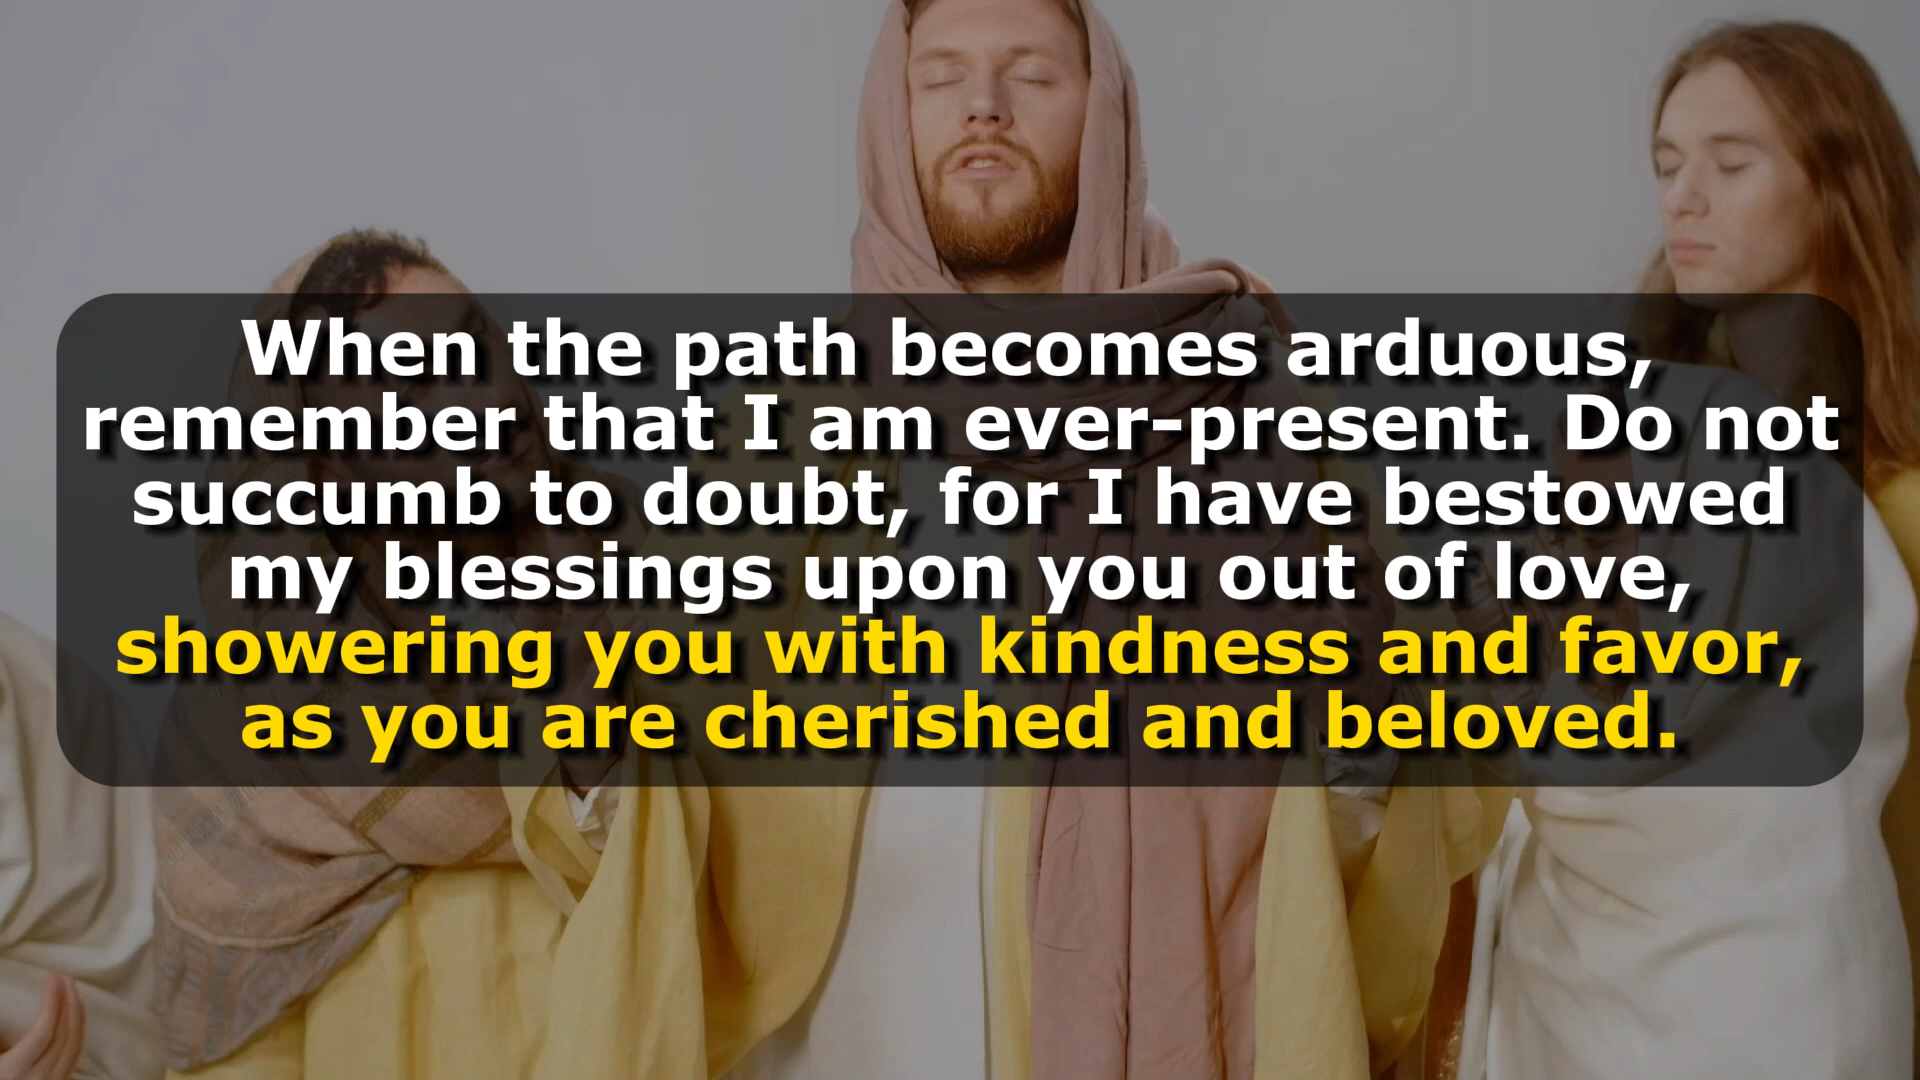 When the path becomes arduous,
remember that I am ever-present. Do not
succumb to doubt, for I have bestowed
my blessings upon you out of love,
showering you with kindness and favor,
as you are cherished and beloved.